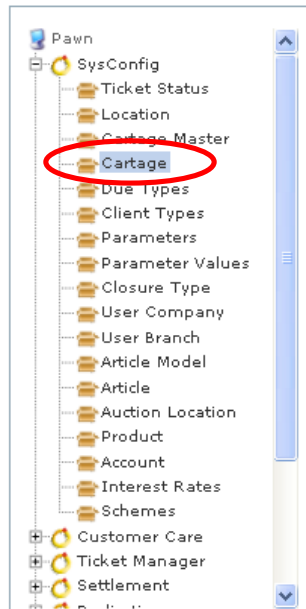 Pawn
SysConfig
Ticket Status
Location
Cartage Master
Cartage
Due Types
Client Types
Parameters
Parameter Values
Closure Type
User Company
User Branch
Article Model
Article
Auction Location
Product
Account
Interest Rates
Schemes
Customer Care
Ticket Manager
Settlement